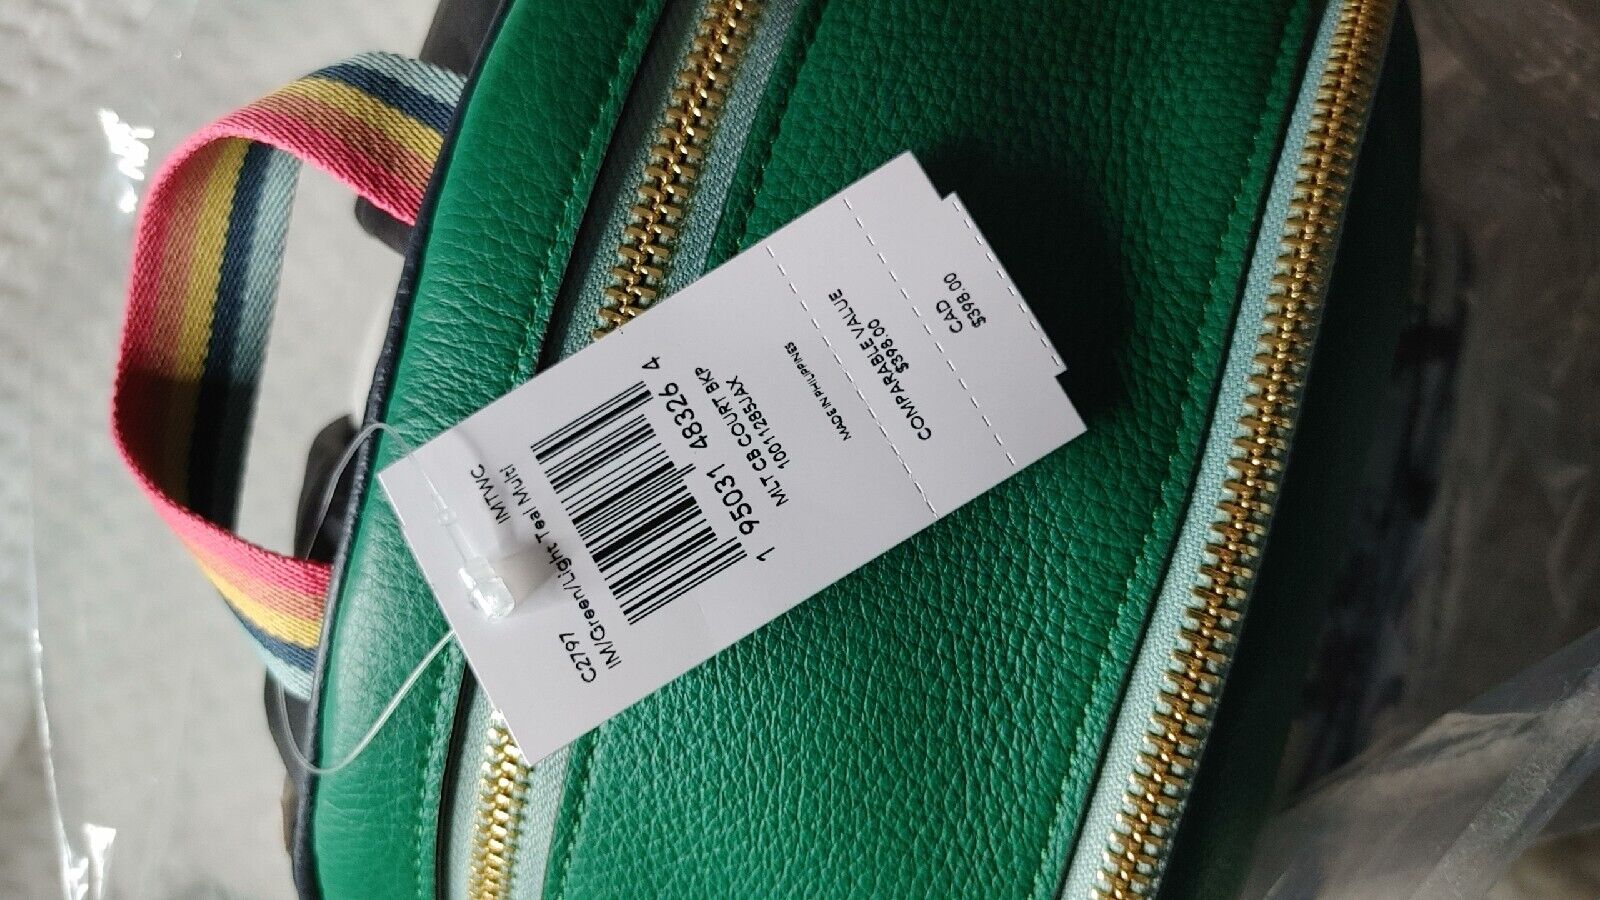 C2797 IMTWC
IM/Green/Light Teal Multi
1 95031 48326 4
MLT CB COURT BKP
10011285JAX
MADE IN PHILIPPINES
COMPARABLE VALUE
$398.00
CAD
$398.00